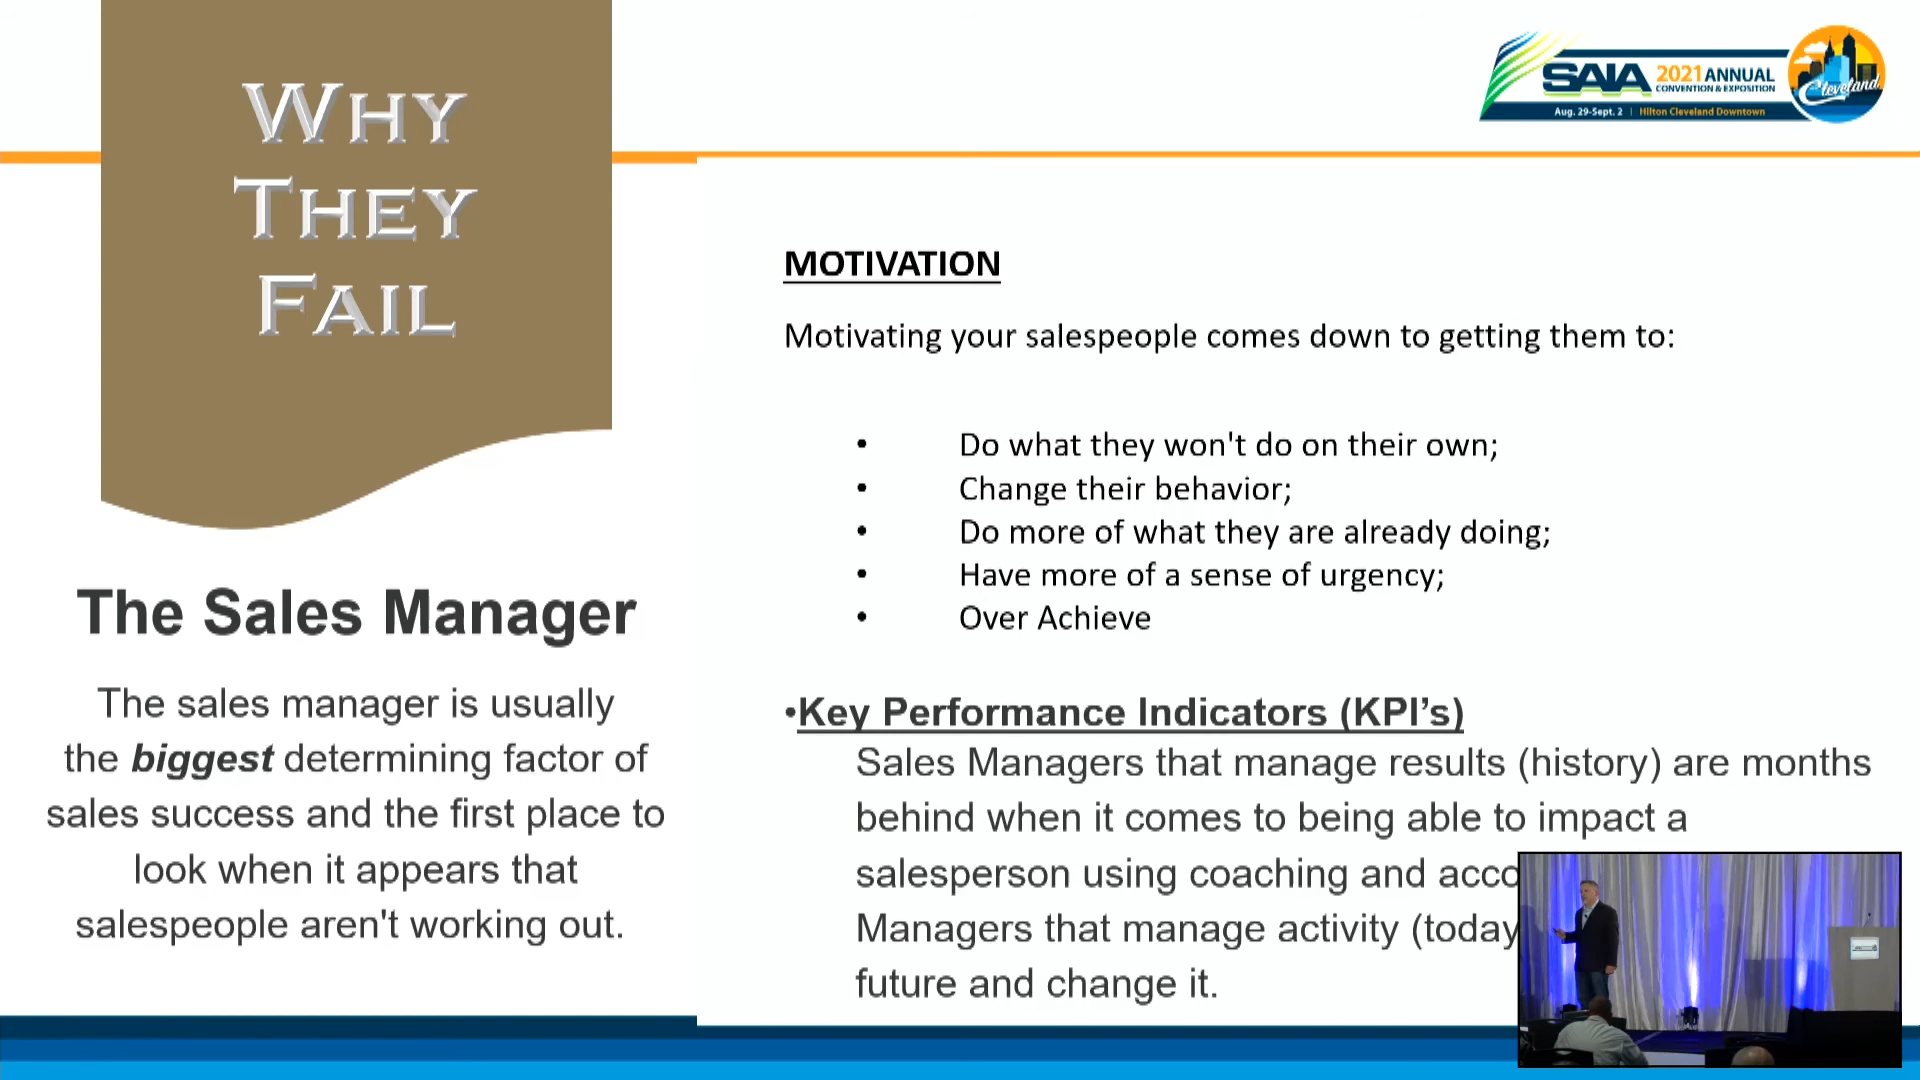 WHY
THEY
FAIL
SAIA 2021 ANNUAL
CONVENTION & EXPOSITION
Cleveland
Aug. 29-Sept. 2 | Hilton Cleveland Downtown
The Sales Manager
The sales manager is usually
the biggest determining factor of
sales success and the first place to
look when it appears that
salespeople aren't working out.
MOTIVATION
Motivating your salespeople comes down to getting them to:
• Do what they won't do on their own;
• Change their behavior;
• Do more of what they are already doing;
• Have more of a sense of urgency;
• Over Achieve
•Key Performance Indicators (KPI’s)
Sales Managers that manage results (history) are months
behind when it comes to being able to impact a
salesperson using coaching and acco
Managers that manage activity (today
future and change it.